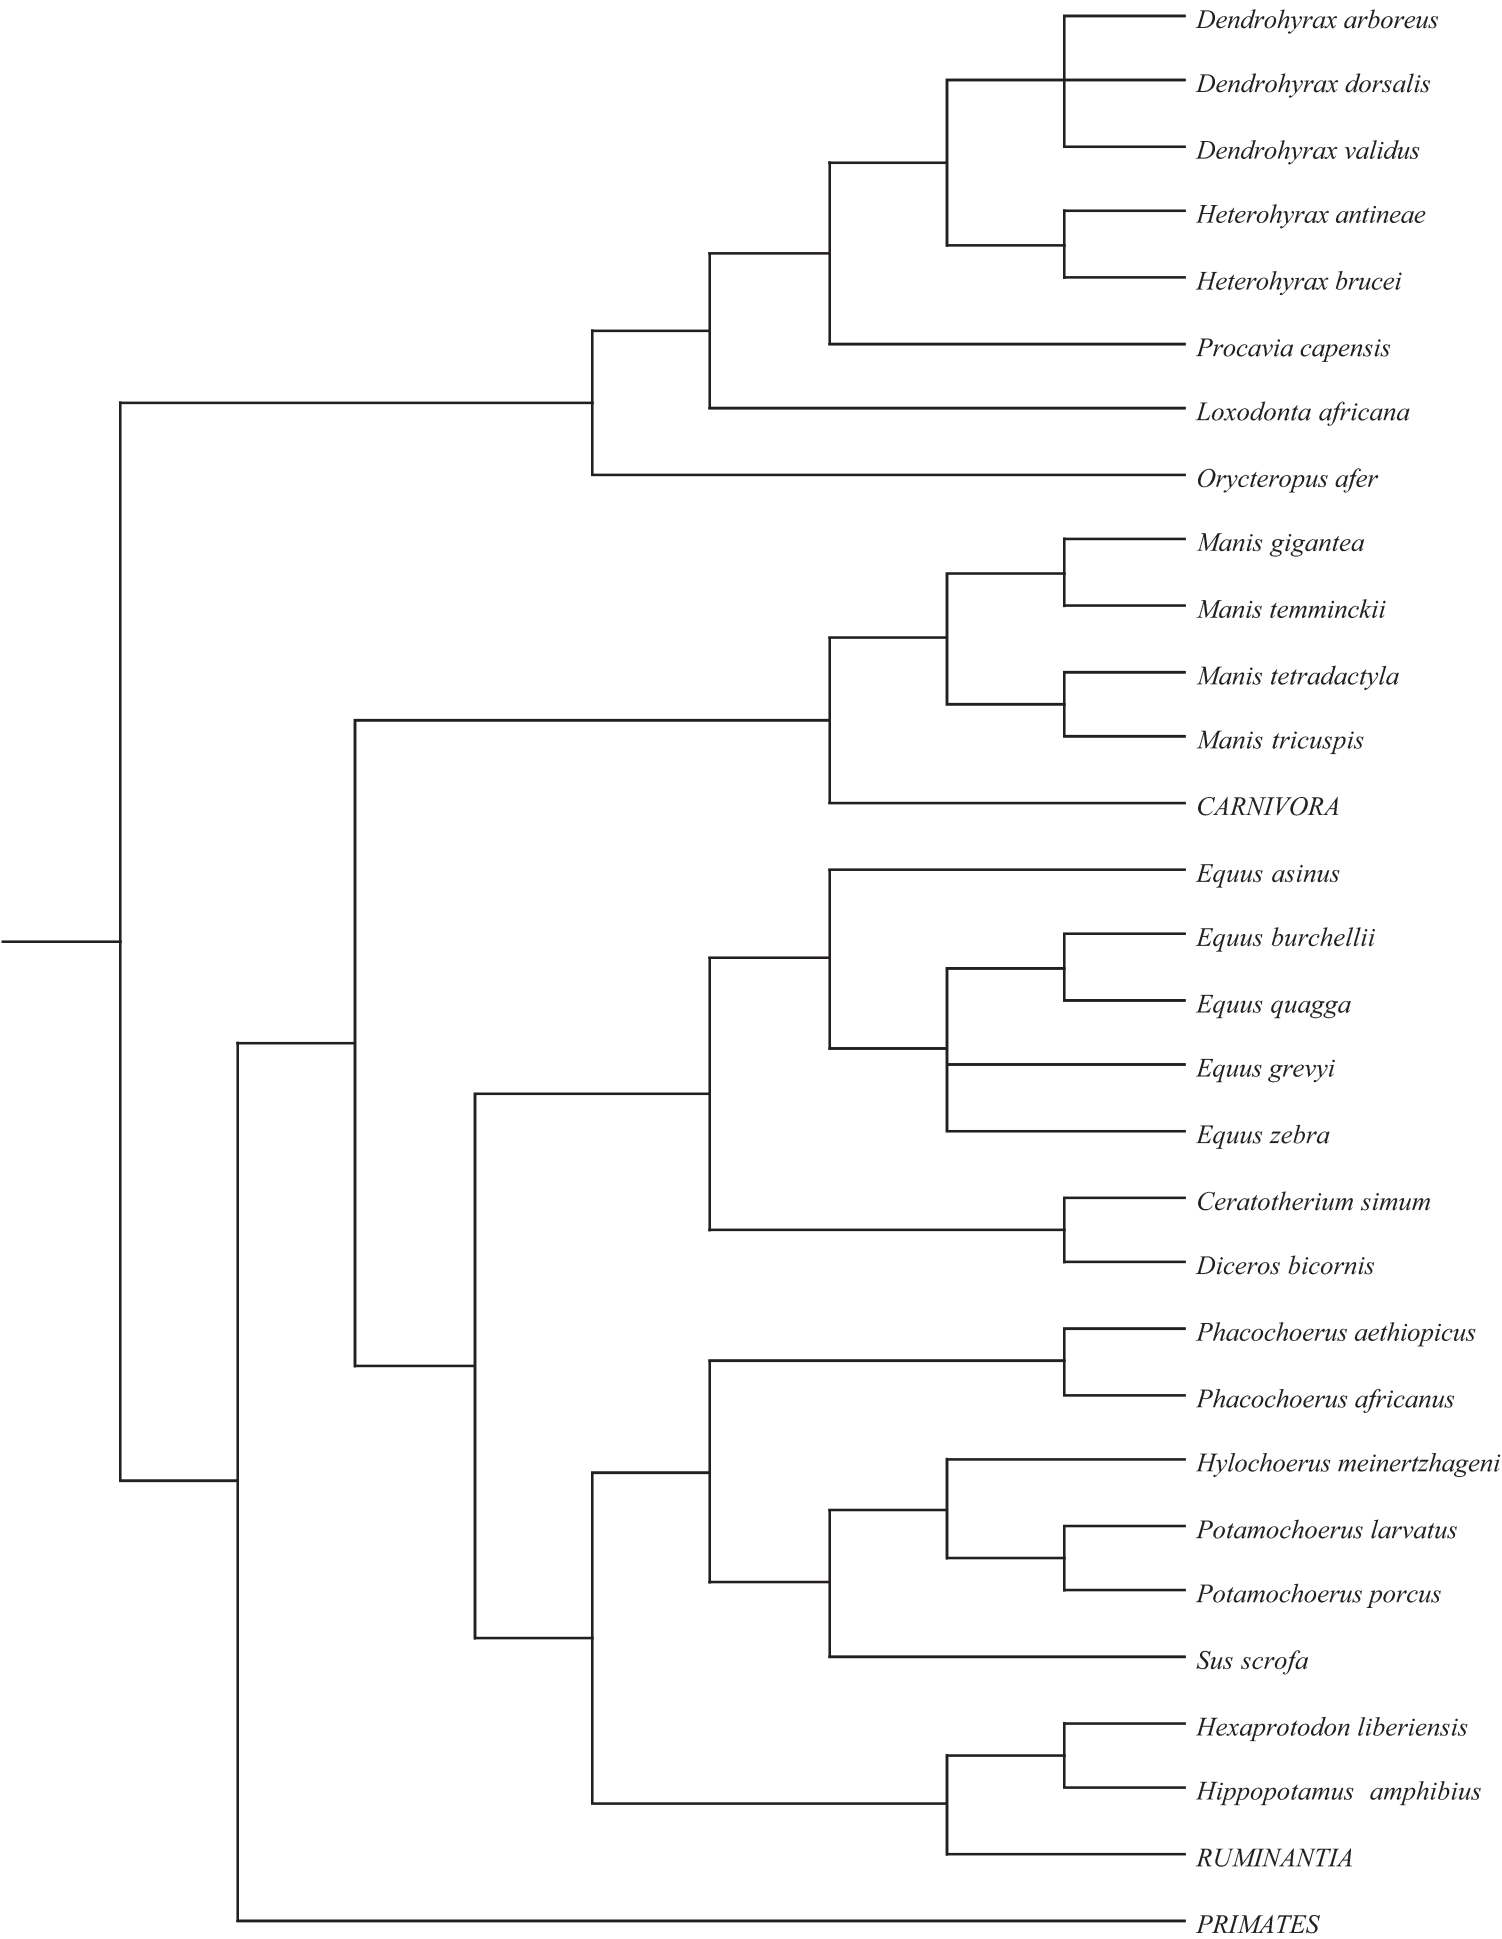 Dendrohyrax arboreus
Dendrohyrax dorsalis
Dendrohyrax validus
Heterohyrax antineae
Heterohyrax brucei
Procavia capensis
Loxodonta africana
Orycteropus afer
Manis gigantea
Manis temminckii
Manis tetradactyla
Manis tricuspis
CARNIVORA
Equus asinus
Equus burchellii
Equus quagga
Equus grevyi
Equus zebra
Ceratotherium simum
Diceros bicornis
Phacochoerus aethiopicus
Phacochoerus africanus
Hylochoerus meinertzhageni
Potamochoerus larvatus
Potamochoerus porcus
Sus scrofa
Hexaprotodon liberiensis
Hippopotamus amphibius
RUMINANTIA
PRIMATES